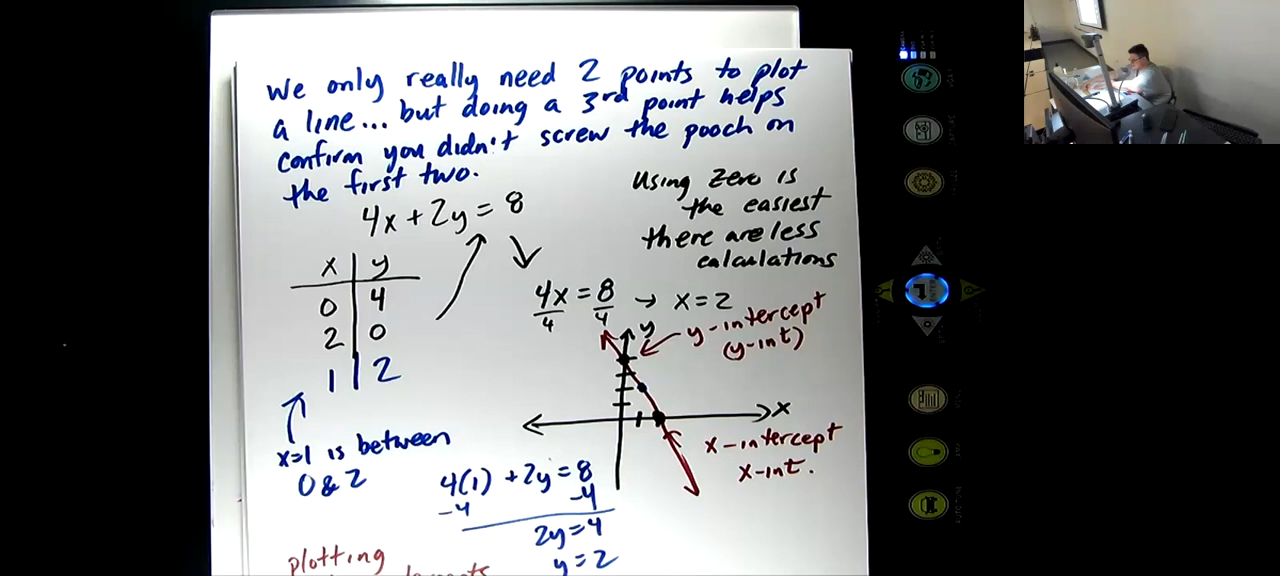 We only really need 2 points to plot
a line... but doing a 3rd point helps
confirm you didn't screw the pooch on
the first two.
Using zero is
the easiest
there are less
calculations
4x + 2y = 8
x y
0 4
2 0
1 2
4x = 8 → x = 2
4 4
y
y-intercept
(y-int)
x
x-intercept
x-int.
x=1 is between
0 & 2
4(1) + 2y = 8
-4 -4
2y = 4
y = 2
plotting